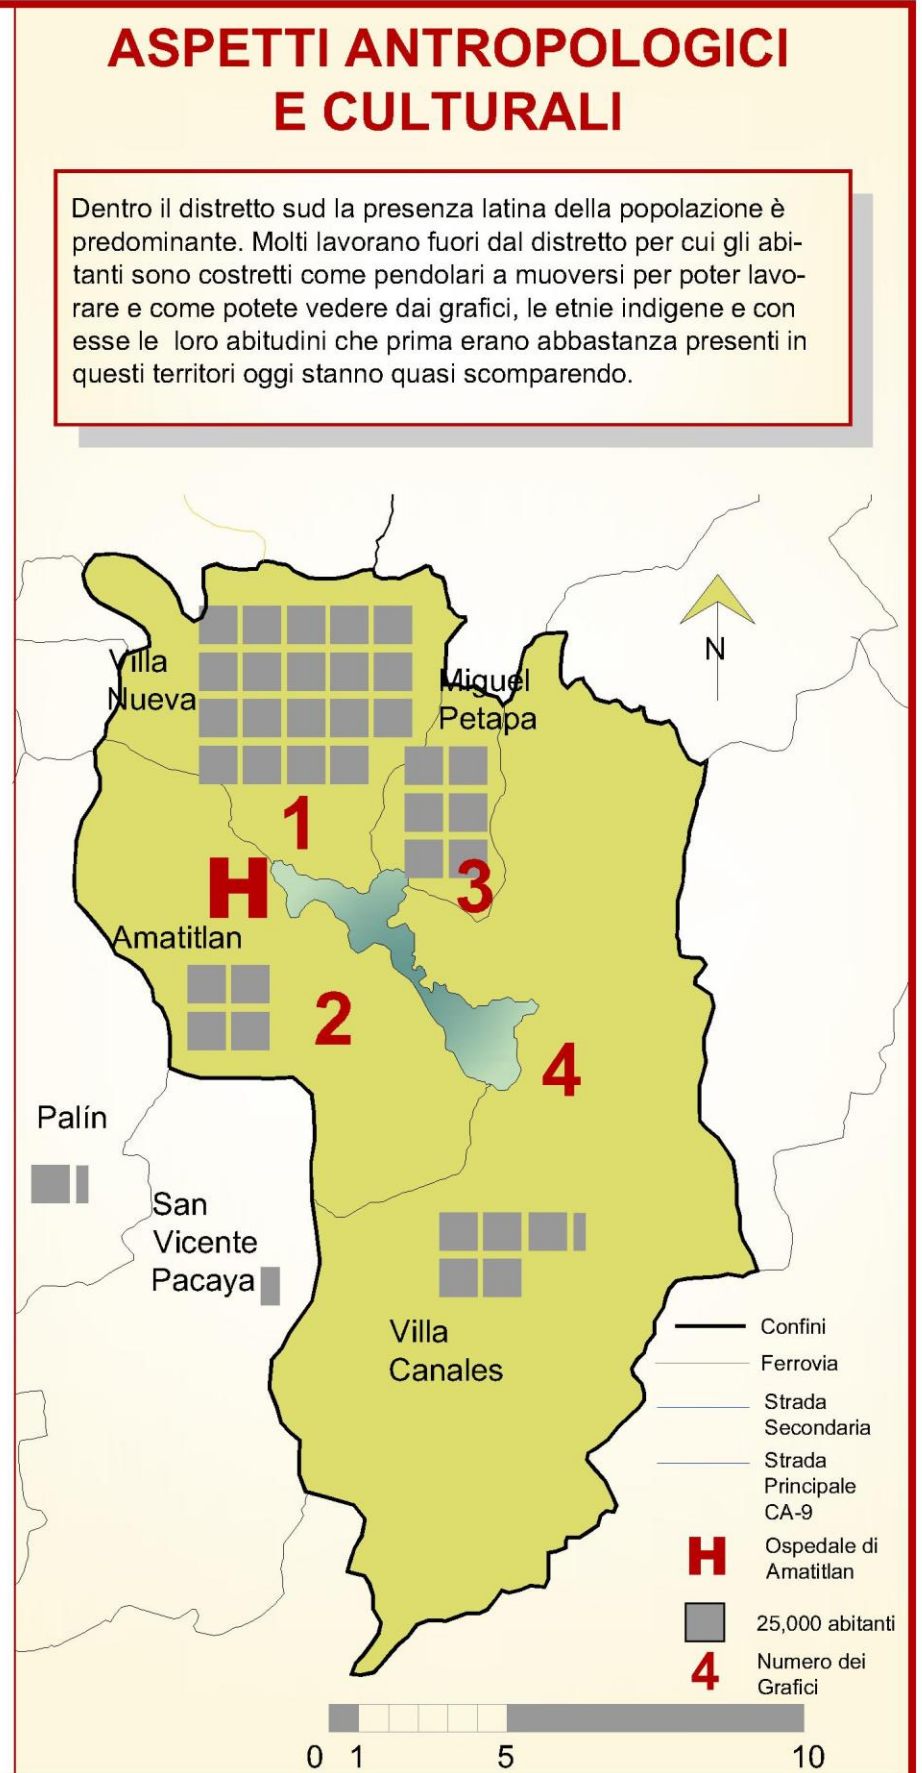 ASPETTI ANTROPOLOGICI
E CULTURALI
Dentro il distretto sud la presenza latina della popolazione è
predominante. Molti lavorano fuori dal distretto per cui gli abi-
tanti sono costretti come pendolari a muoversi per poter lavo-
rare e come potete vedere dai grafici, le etnie indigene e con
esse le loro abitudini che prima erano abbastanza presenti in
questi territori oggi stanno quasi scomparendo.
N
Villa
Nueva
Miguel
Petapa
1
H
3
Amatitlan
2
4
Palín
San
Vicente
Pacaya
Villa
Canales
Confini
Ferrovia
Strada
Secondaria
Strada
Principale
CA-9
H
Ospedale di
Amatitlan
25,000 abitanti
4
Numero dei
Grafici
0 1 5 10